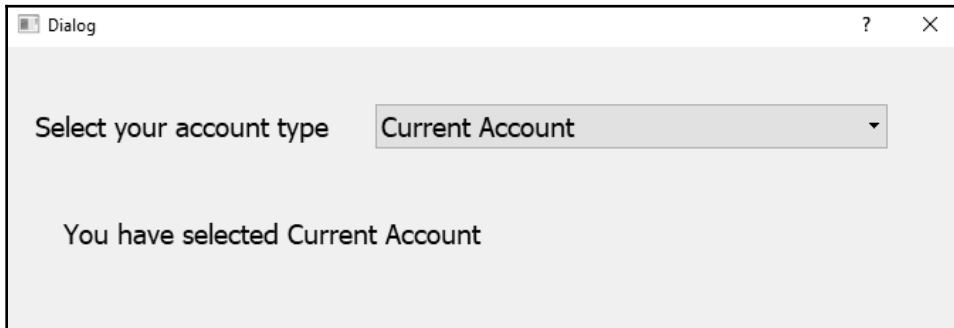 Dialog ?
Select your account type Current Account
You have selected Current Account